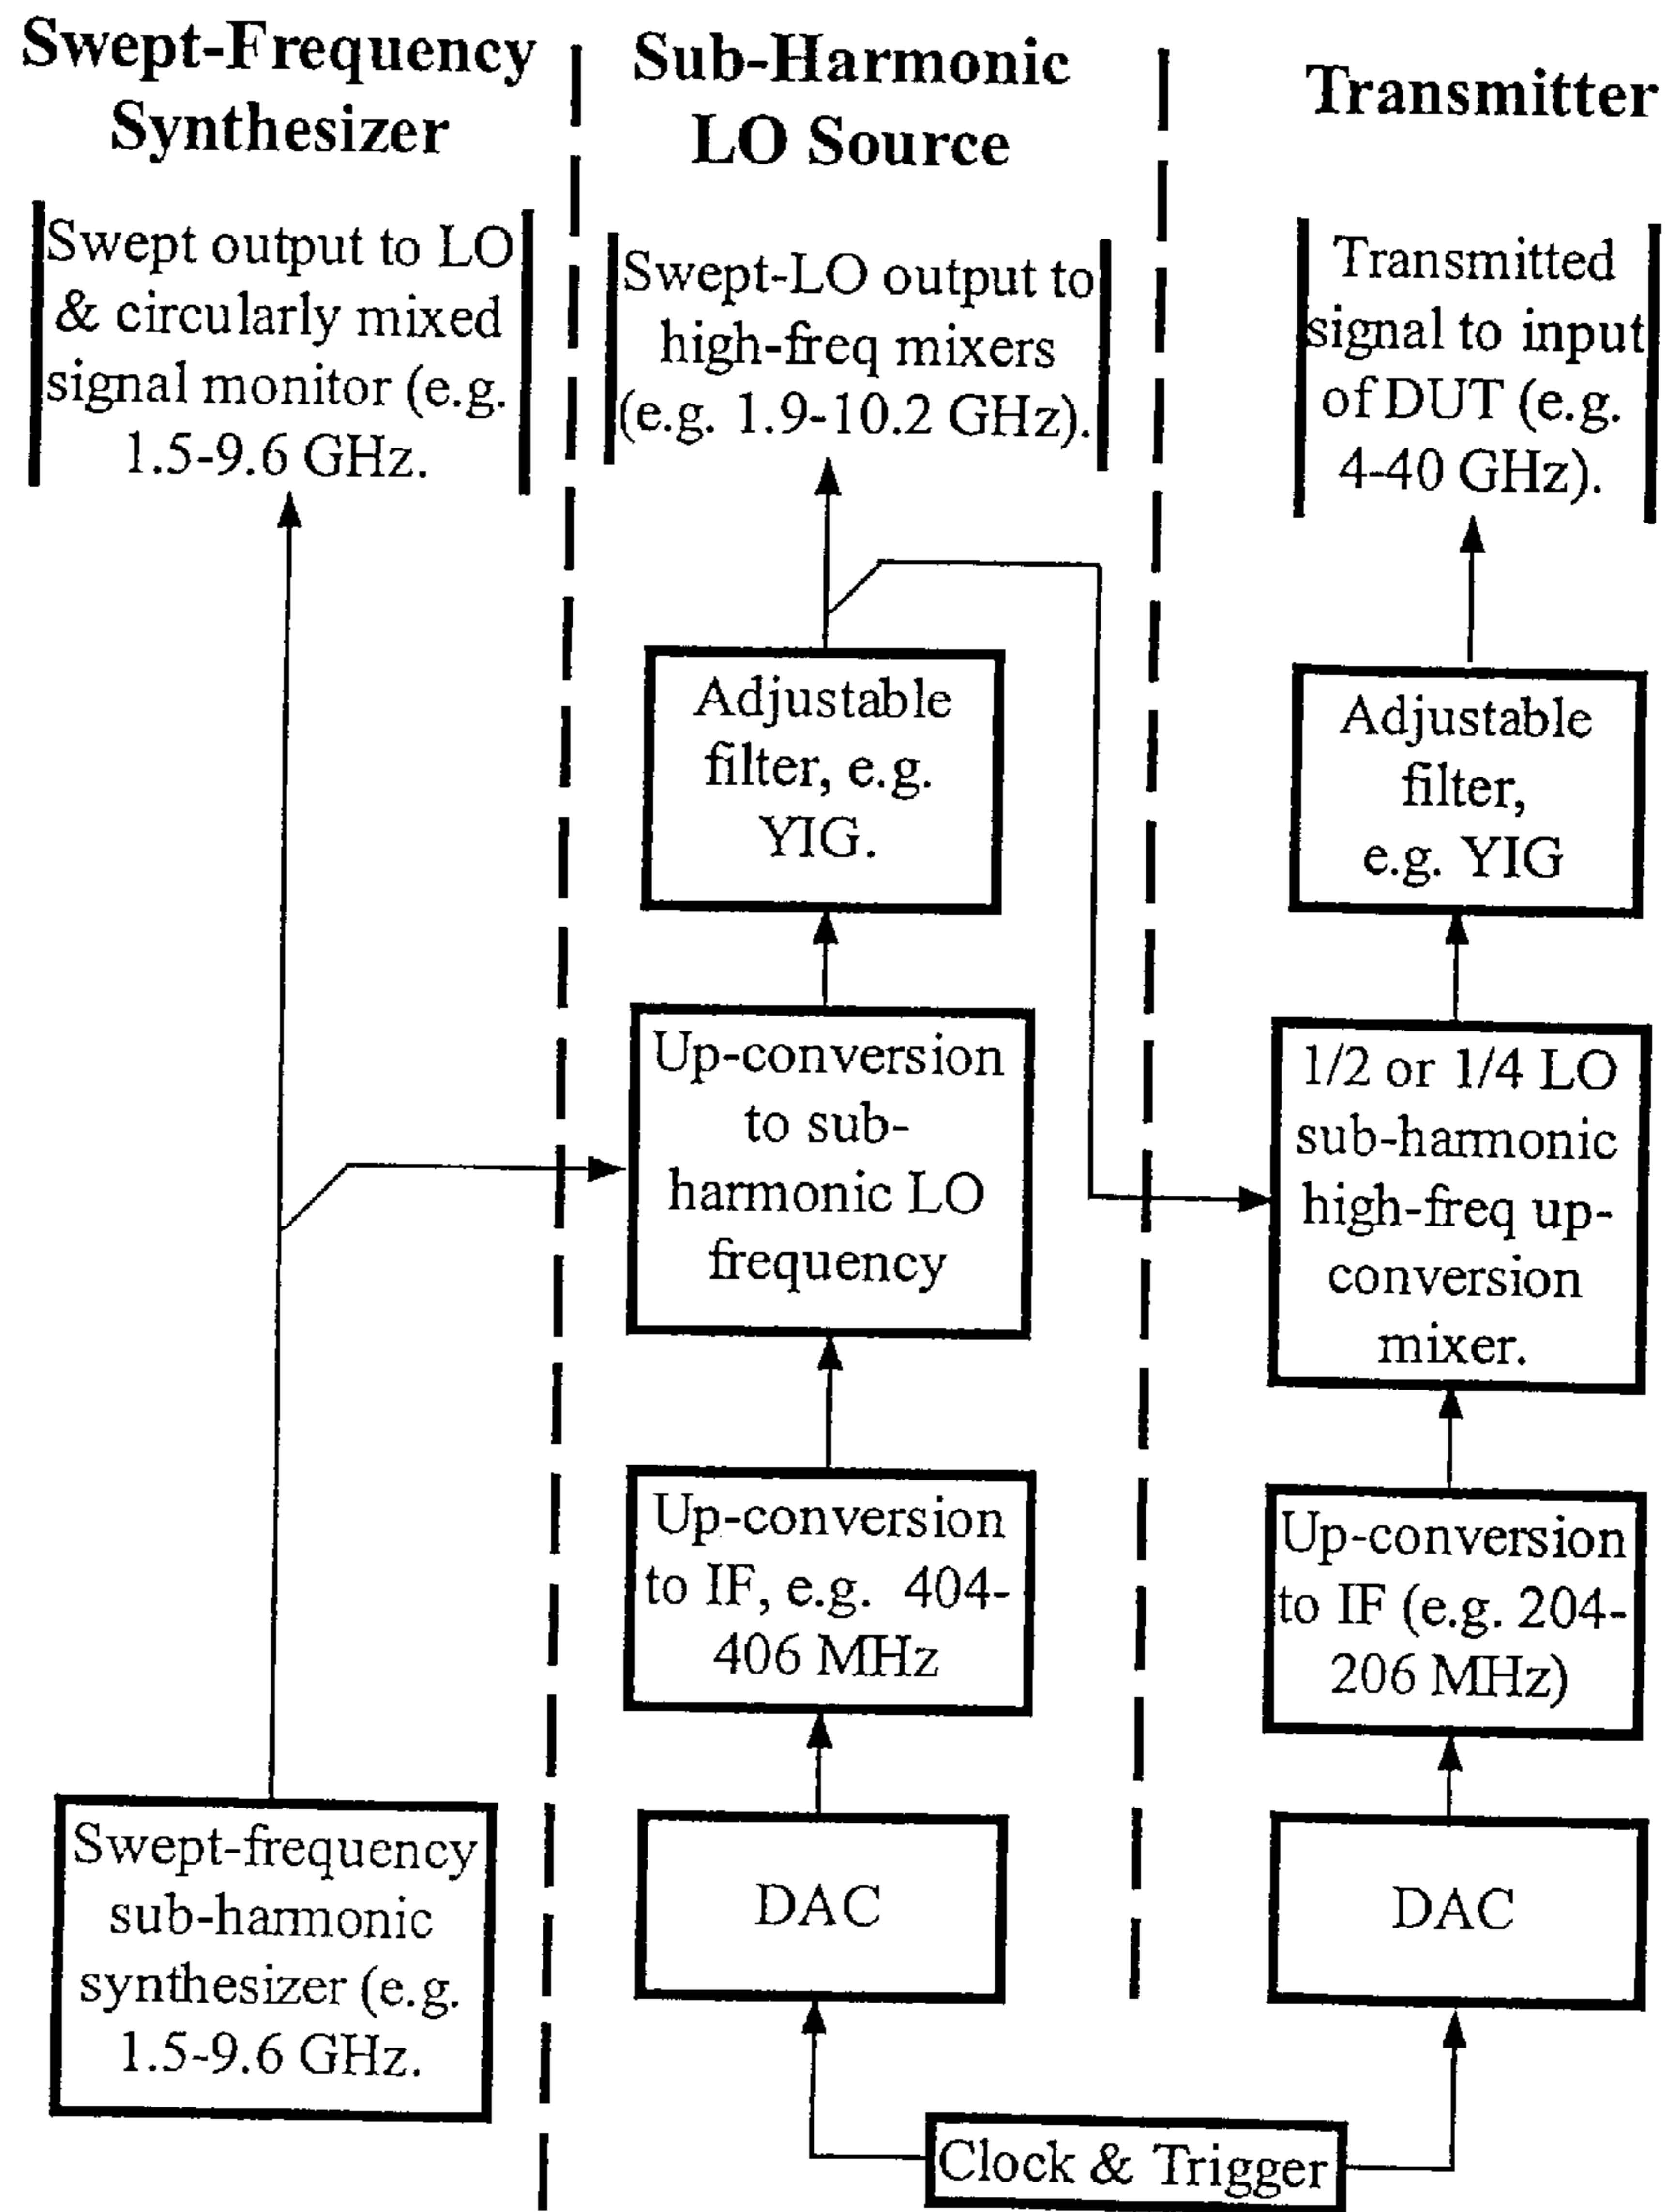 Swept-Frequency
Synthesizer
Swept output to LO
& circularly mixed
signal monitor (e.g.
1.5-9.6 GHz.
Swept-frequency
sub-harmonic
synthesizer (e.g.
1.5-9.6 GHz.
Sub-Harmonic
LO Source
Swept-LO output to
high-freq mixers
(e.g. 1.9-10.2 GHz).
Adjustable
filter, e.g.
YIG.
Up-conversion
to sub-
harmonic LO
frequency
Up-conversion
to IF, e.g. 404-
406 MHz
DAC
Transmitter
Transmitted
signal to input
of DUT (e.g.
4-40 GHz).
Adjustable
filter,
e.g. YIG
1/2 or 1/4 LO
sub-harmonic
high-freq up-
conversion
mixer.
Up-conversion
to IF (e.g. 204-
206 MHz)
DAC
Clock & Trigger